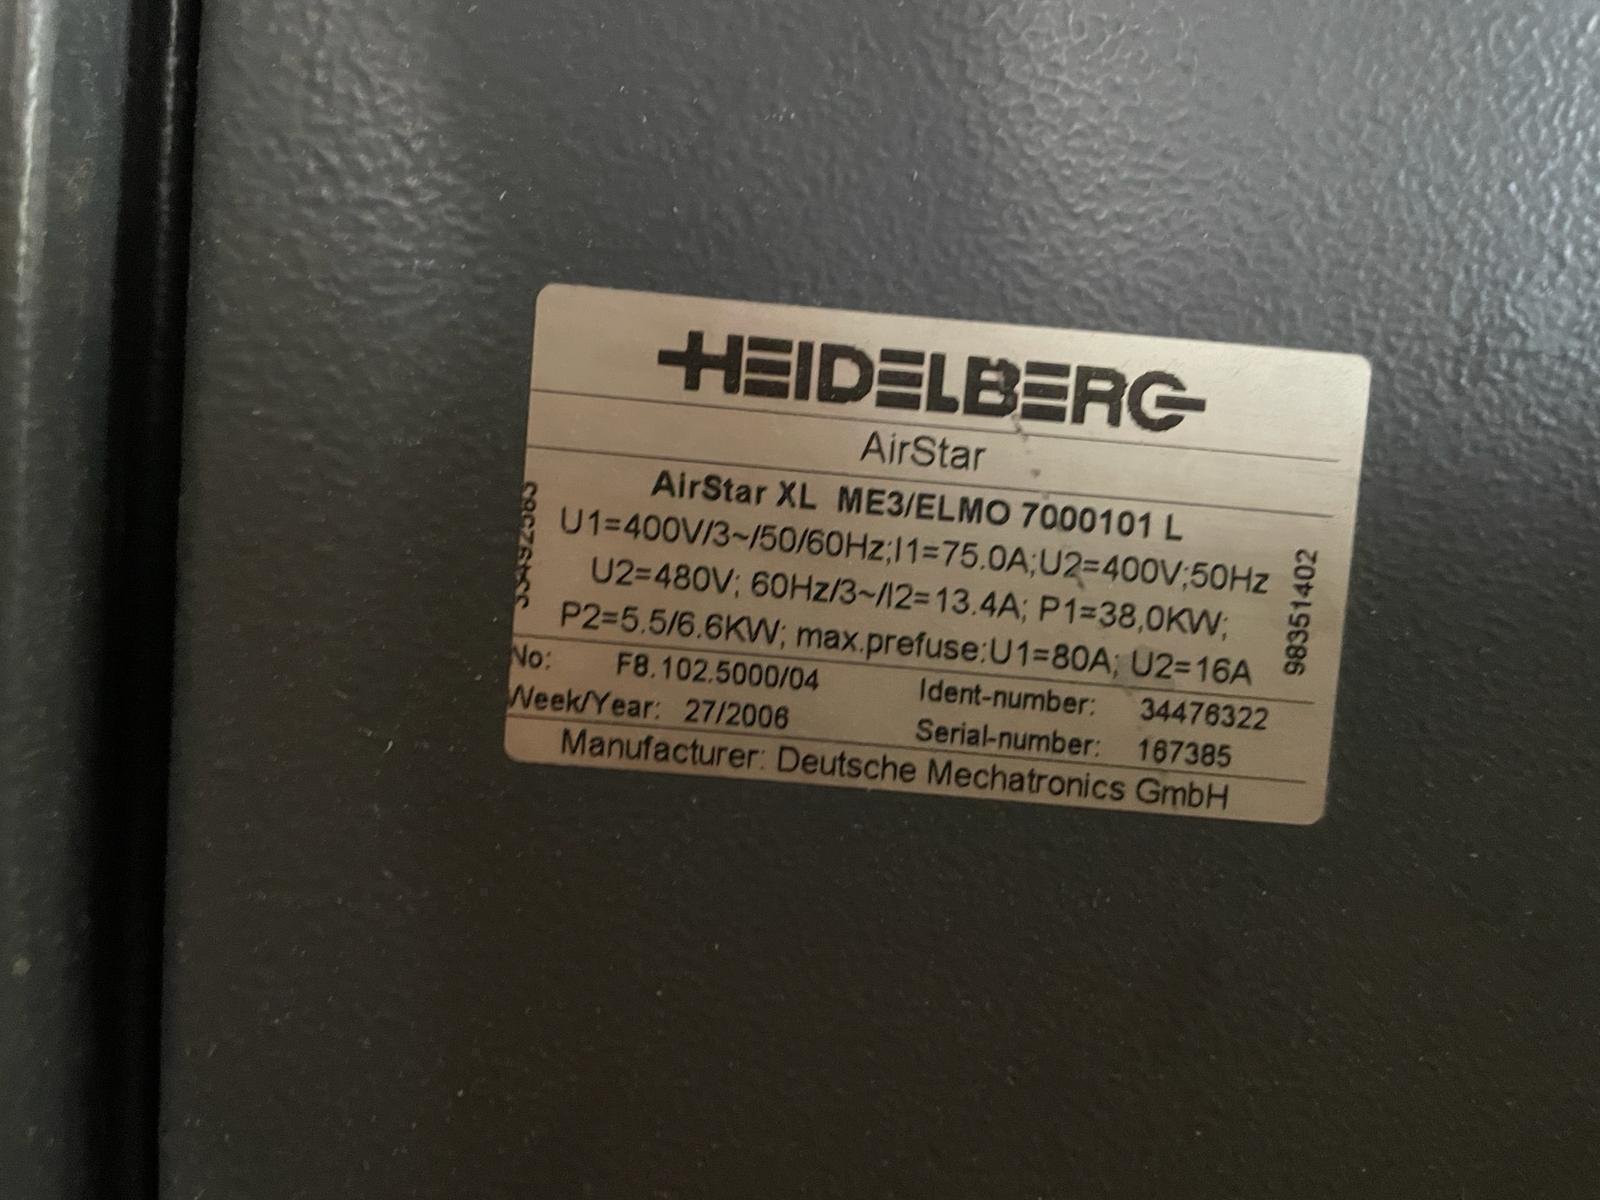 HEIDELBERG
AirStar
AirStar XL ME3/ELMO 7000101 L
U1=400V/3~/50/60Hz;I1=75.0A;U2=400V;50Hz
U2=480V; 60Hz/3~/I2=13.4A; P1=38,0KW;
P2=5.5/6.6KW; max.prefuse:U1=80A; U2=16A
No: F8.102.5000/04
Ident-number: 34476322
Week/Year: 27/2006
Serial-number: 167385
Manufacturer: Deutsche Mechatronics GmbH
98351402